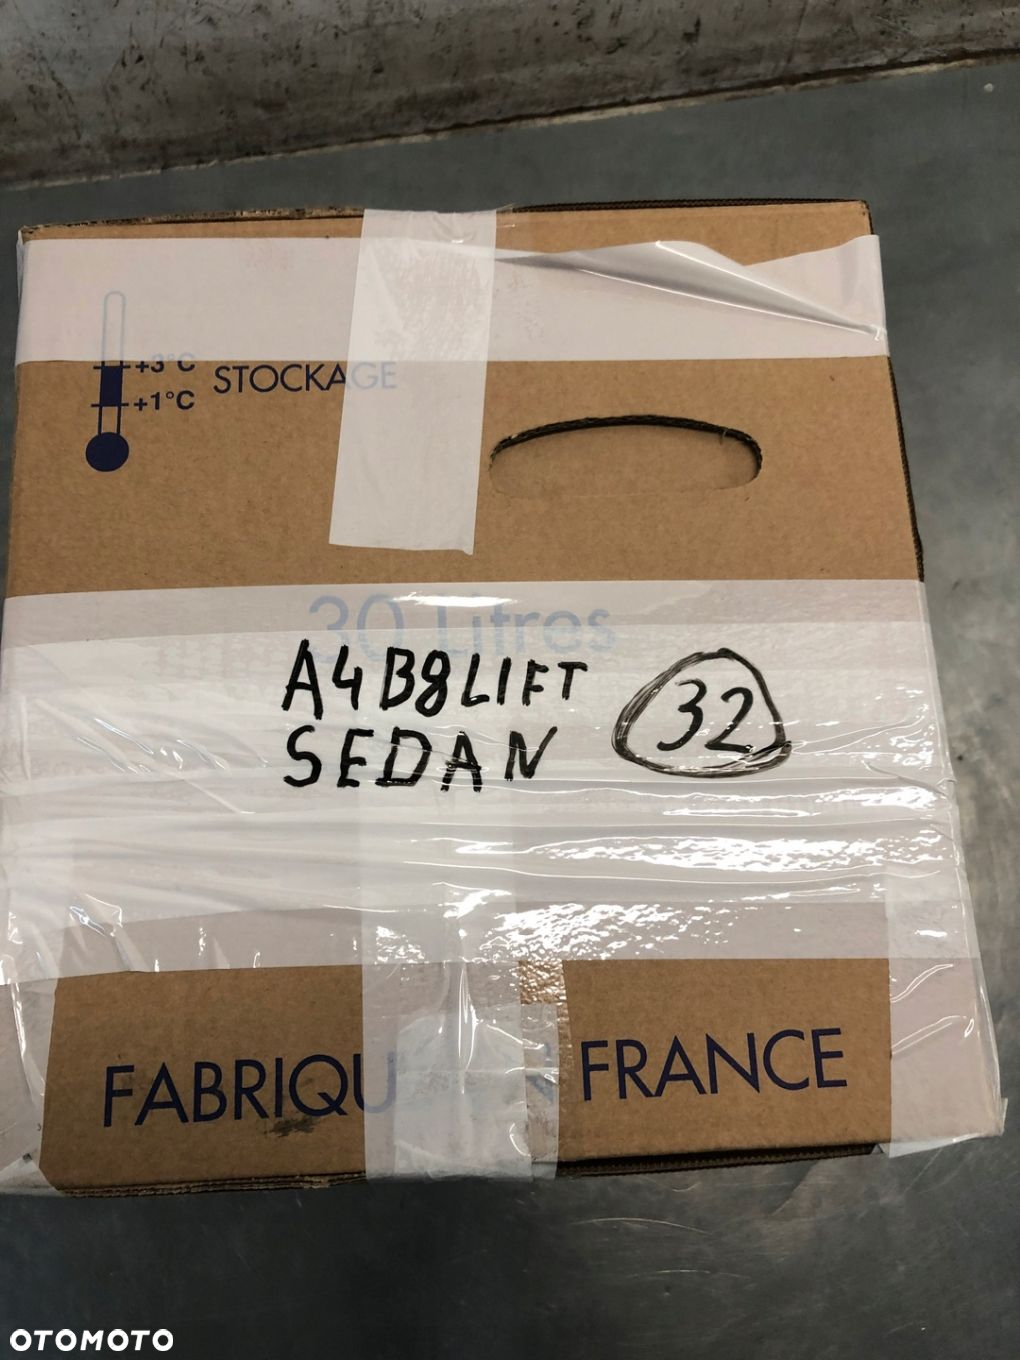 +3°C
+1°C
STOCKAGE
30 Litres
A4B8LIFT
SEDAN
32
FABRIQU
FRANCE
OTOMOTO